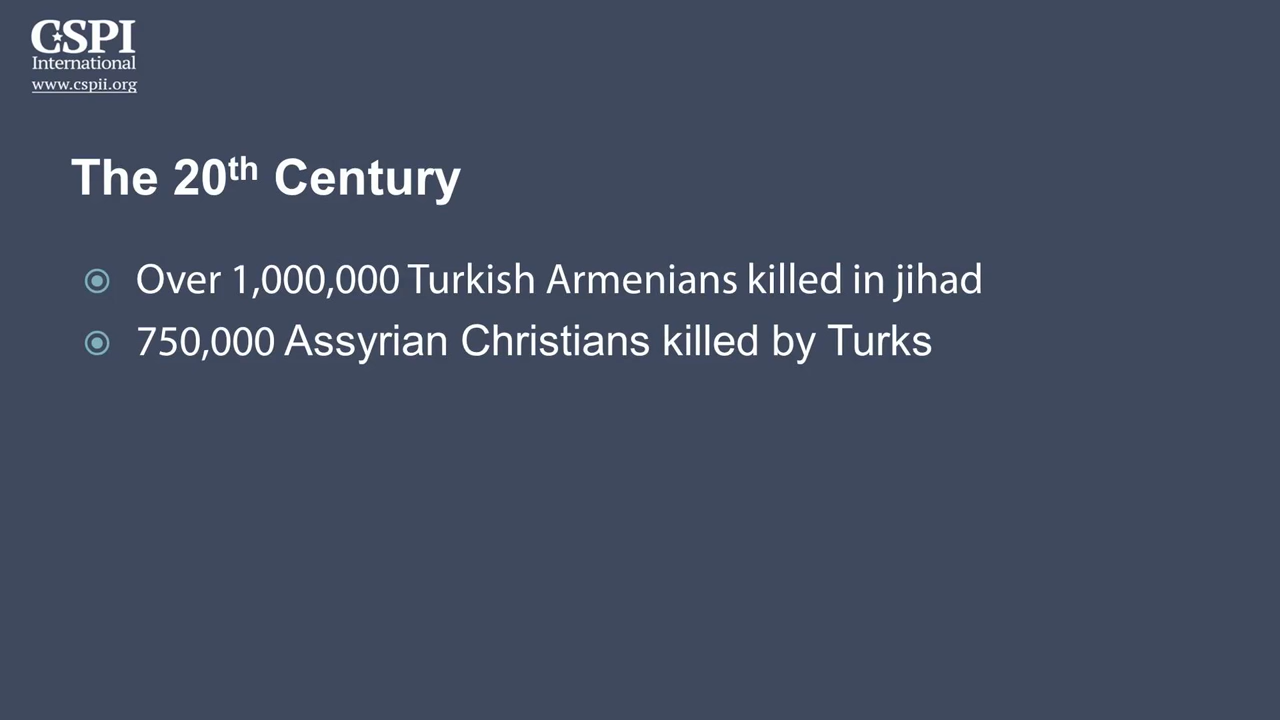 CSPI
International
www.cspii.org
The 20th Century
Over 1,000,000 Turkish Armenians killed in jihad
750,000 Assyrian Christians killed by Turks